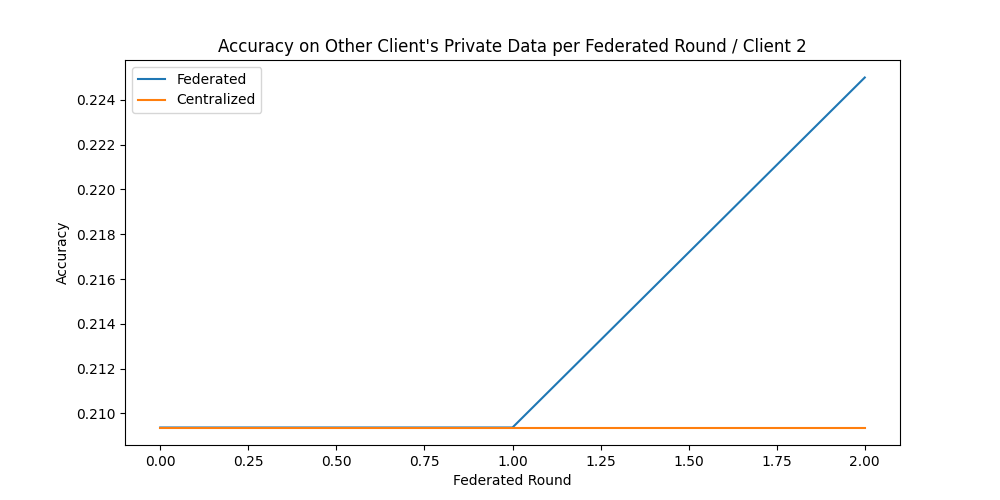 Accuracy on Other Client's Private Data per Federated Round / Client 2
Federated
Centralized
0.224
0.222
0.220
0.218
0.216
0.214
0.212
0.210
Accuracy
0.00 0.25 0.50 0.75 1.00 1.25 1.50 1.75 2.00
Federated Round